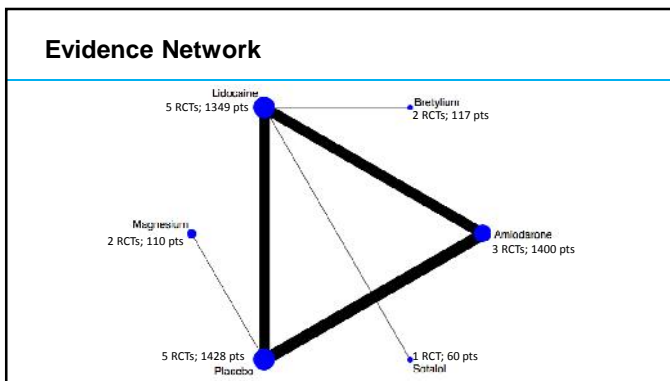 Evidence Network
Lidocaine
5 RCTs; 1349 pts
Bretylium
2 RCTs; 117 pts
Magnesium
2 RCTs; 110 pts
Amiodarone
3 RCTs; 1400 pts
5 RCTs; 1428 pts
Placebo
1 RCT; 60 pts
Sotalol